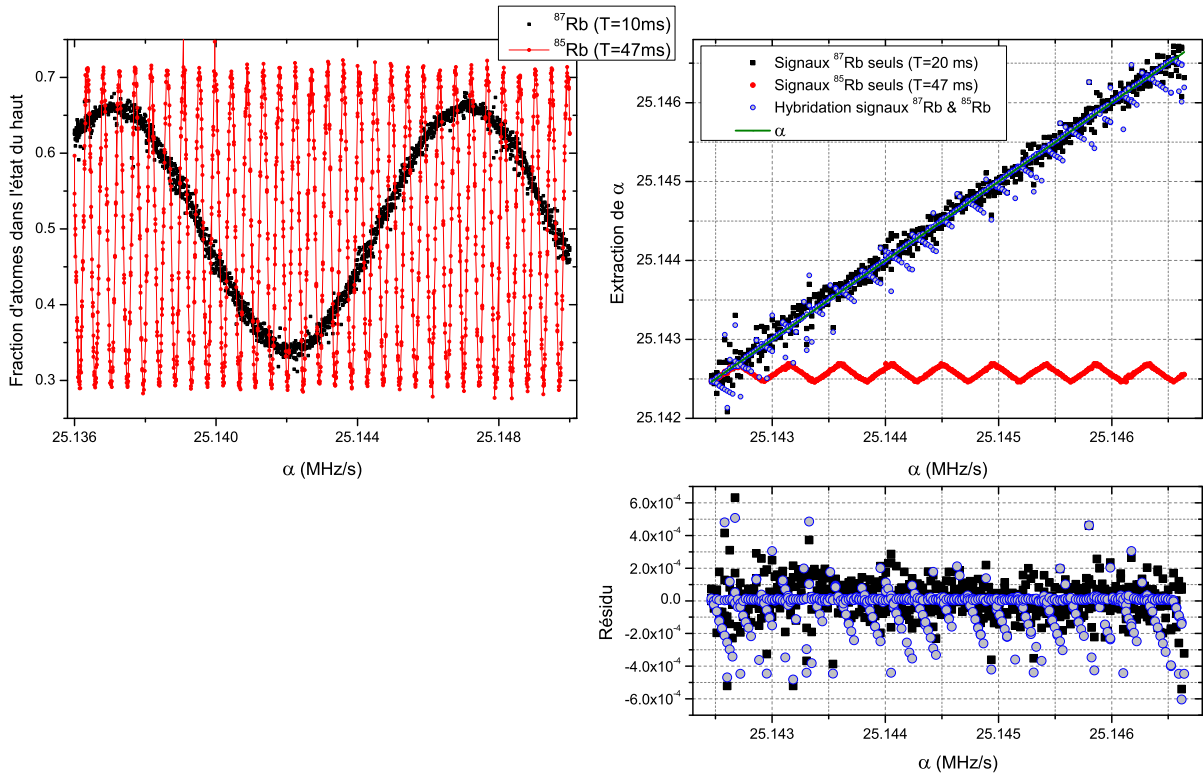 ⁸⁷Rb (T=10ms)
⁸⁵Rb (T=47ms)
Fraction d'atomes dans l'état du haut
0.7
0.6
0.5
0.4
0.3
25.136
25.140
25.144
25.148
α (MHz/s)
Signaux ⁸⁷Rb seuls (T=20 ms)
Signaux ⁸⁵Rb seuls (T=47 ms)
Hybridation signaux ⁸⁷Rb & ⁸⁵Rb
α
Extraction de α
25.146
25.145
25.144
25.143
25.142
25.143
25.144
25.145
25.146
α (MHz/s)
Résidu
6.0x10⁻⁴
4.0x10⁻⁴
2.0x10⁻⁴
0.0
-2.0x10⁻⁴
-4.0x10⁻⁴
-6.0x10⁻⁴
25.143
25.144
25.145
25.146
α (MHz/s)